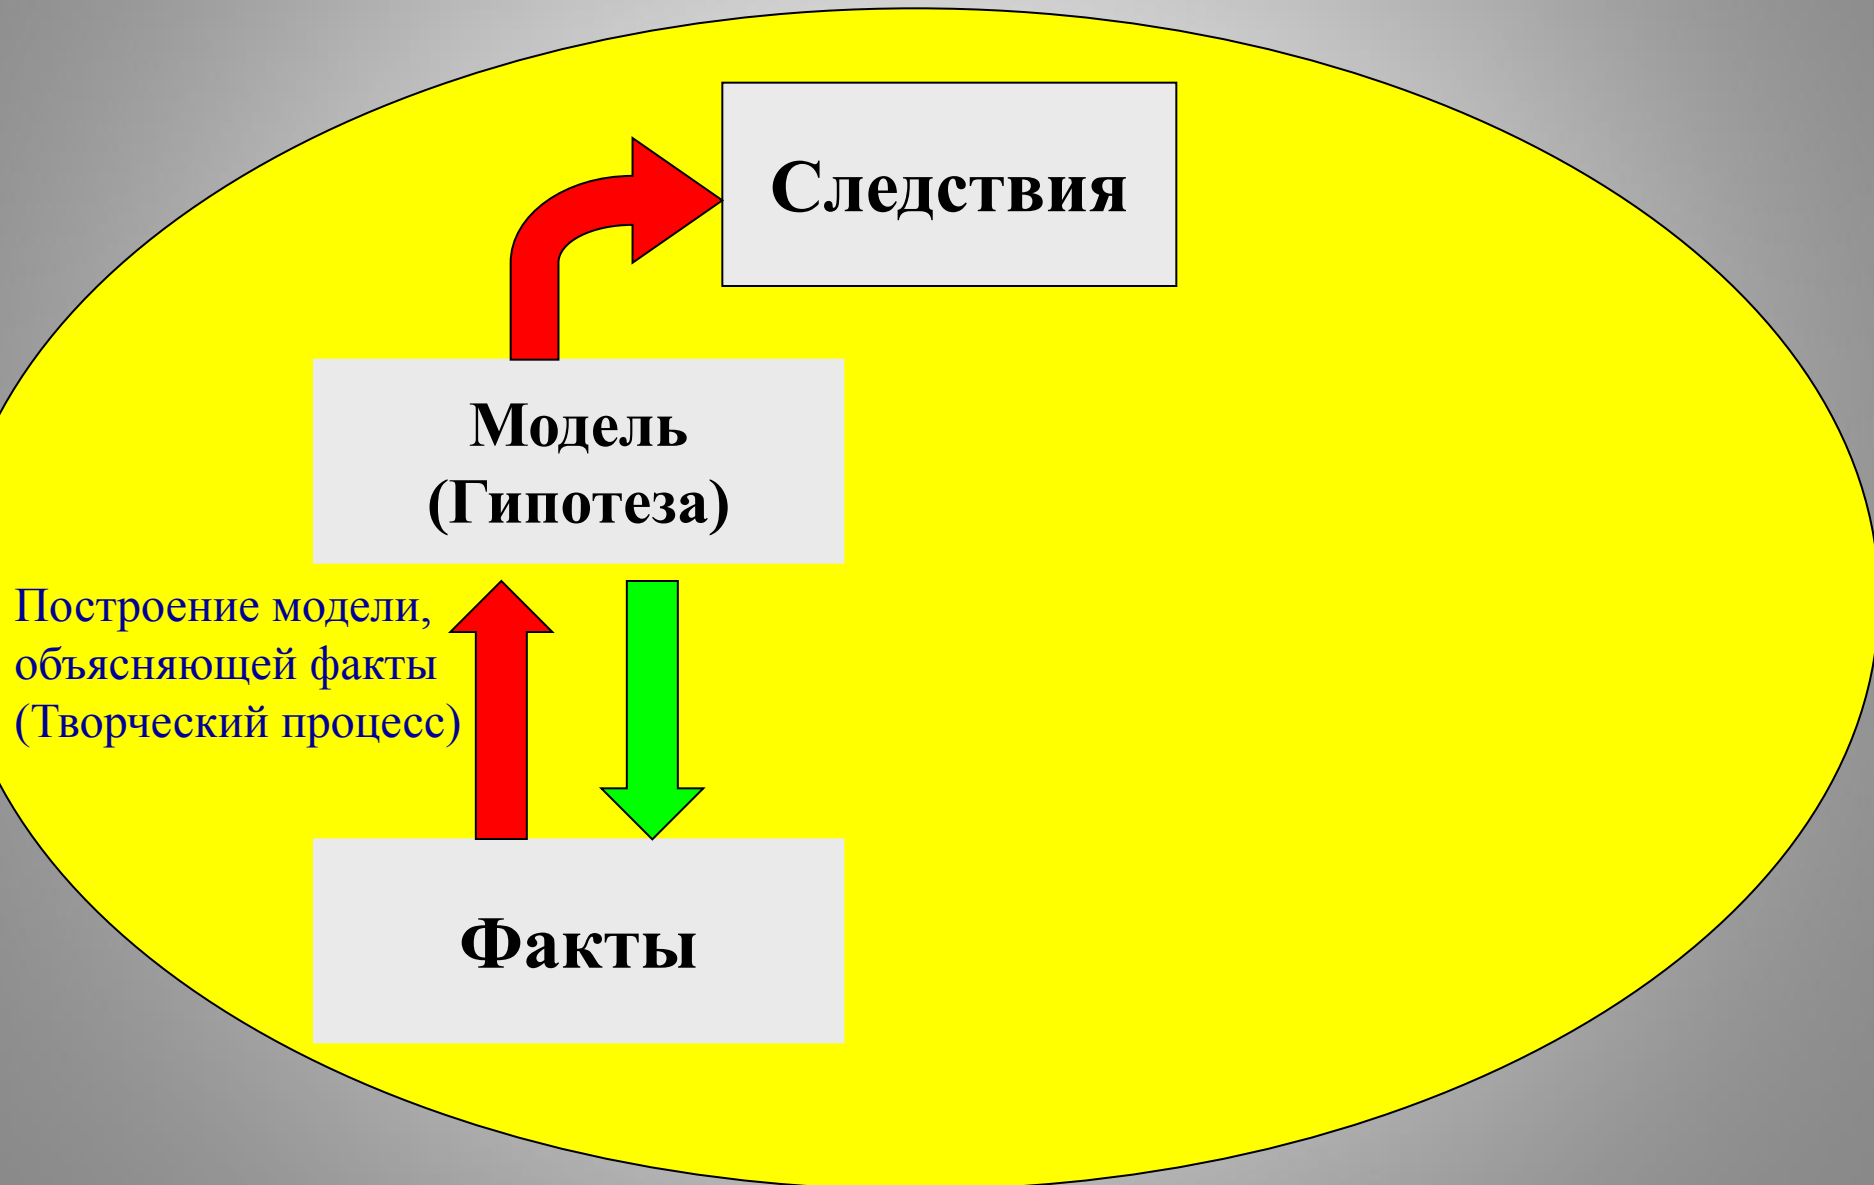 Следствия
Модель
(Гипотеза)
Построение модели,
объясняющей факты
(Творческий процесс)
Факты